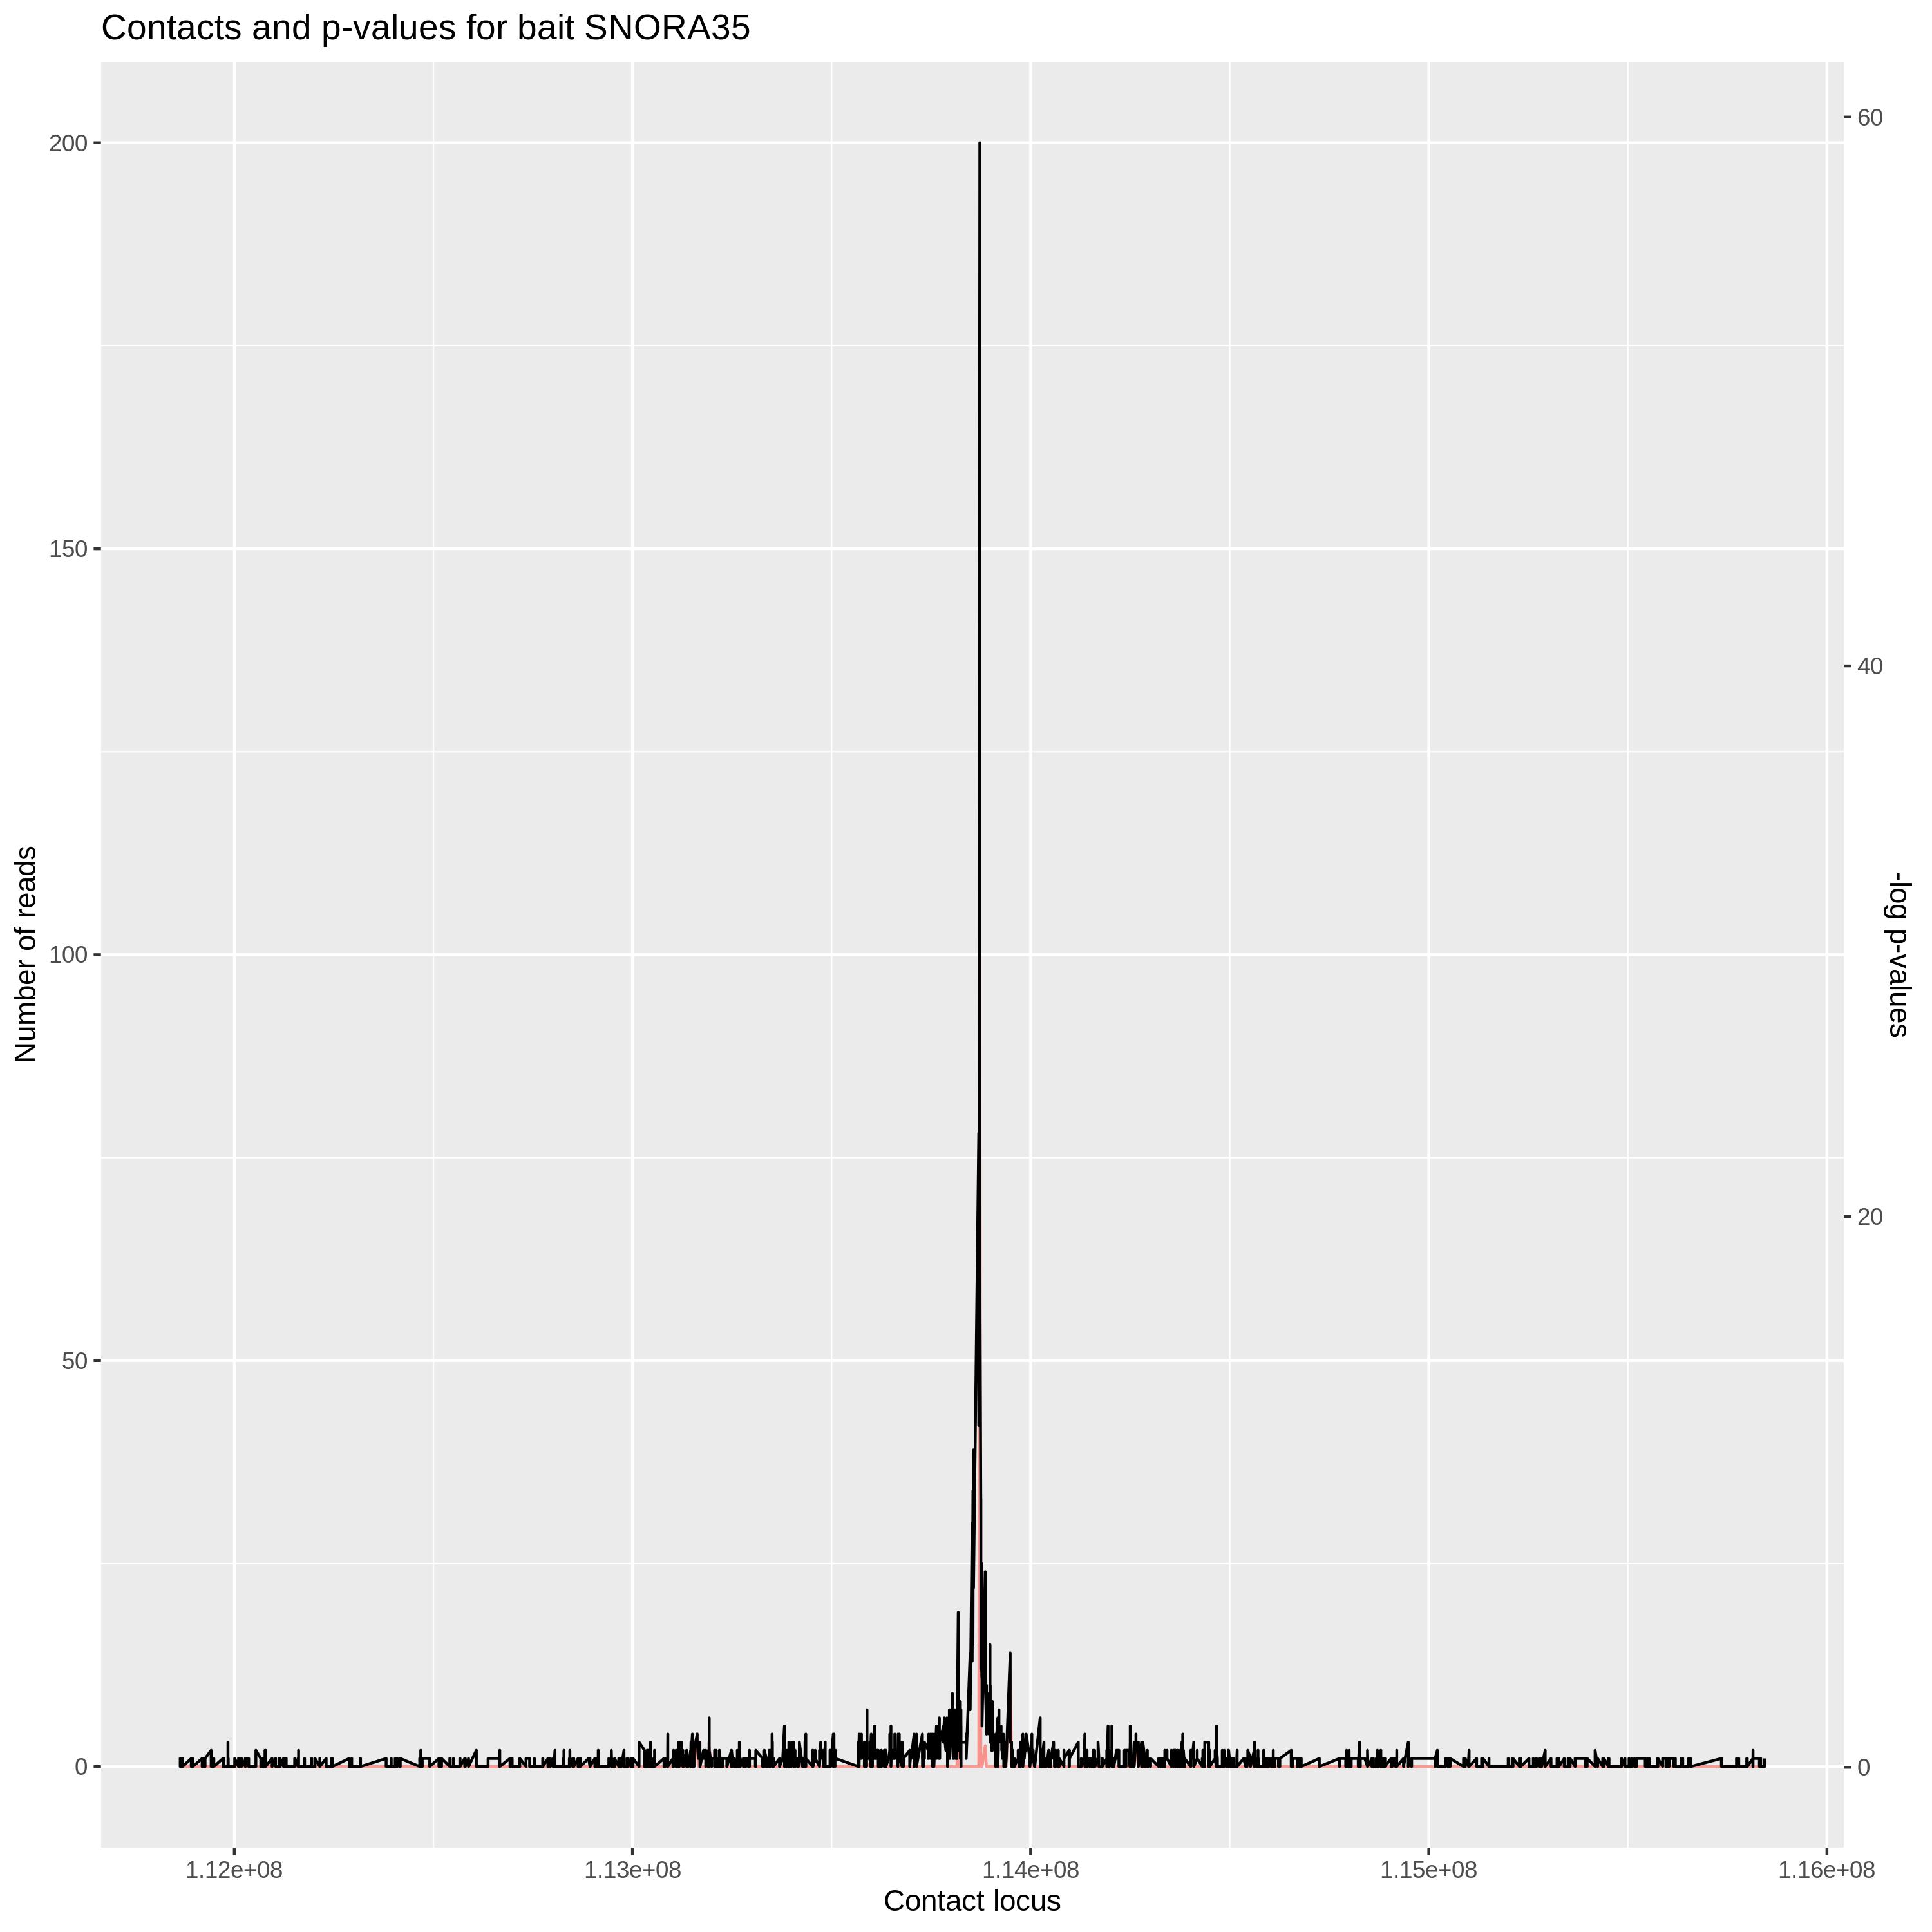 Contacts and p-values for bait SNORA35
200
150
100
50
0
Number of reads
60
40
20
0
-log p-values
1.12e+08
1.13e+08
1.14e+08
1.15e+08
1.16e+08
Contact locus